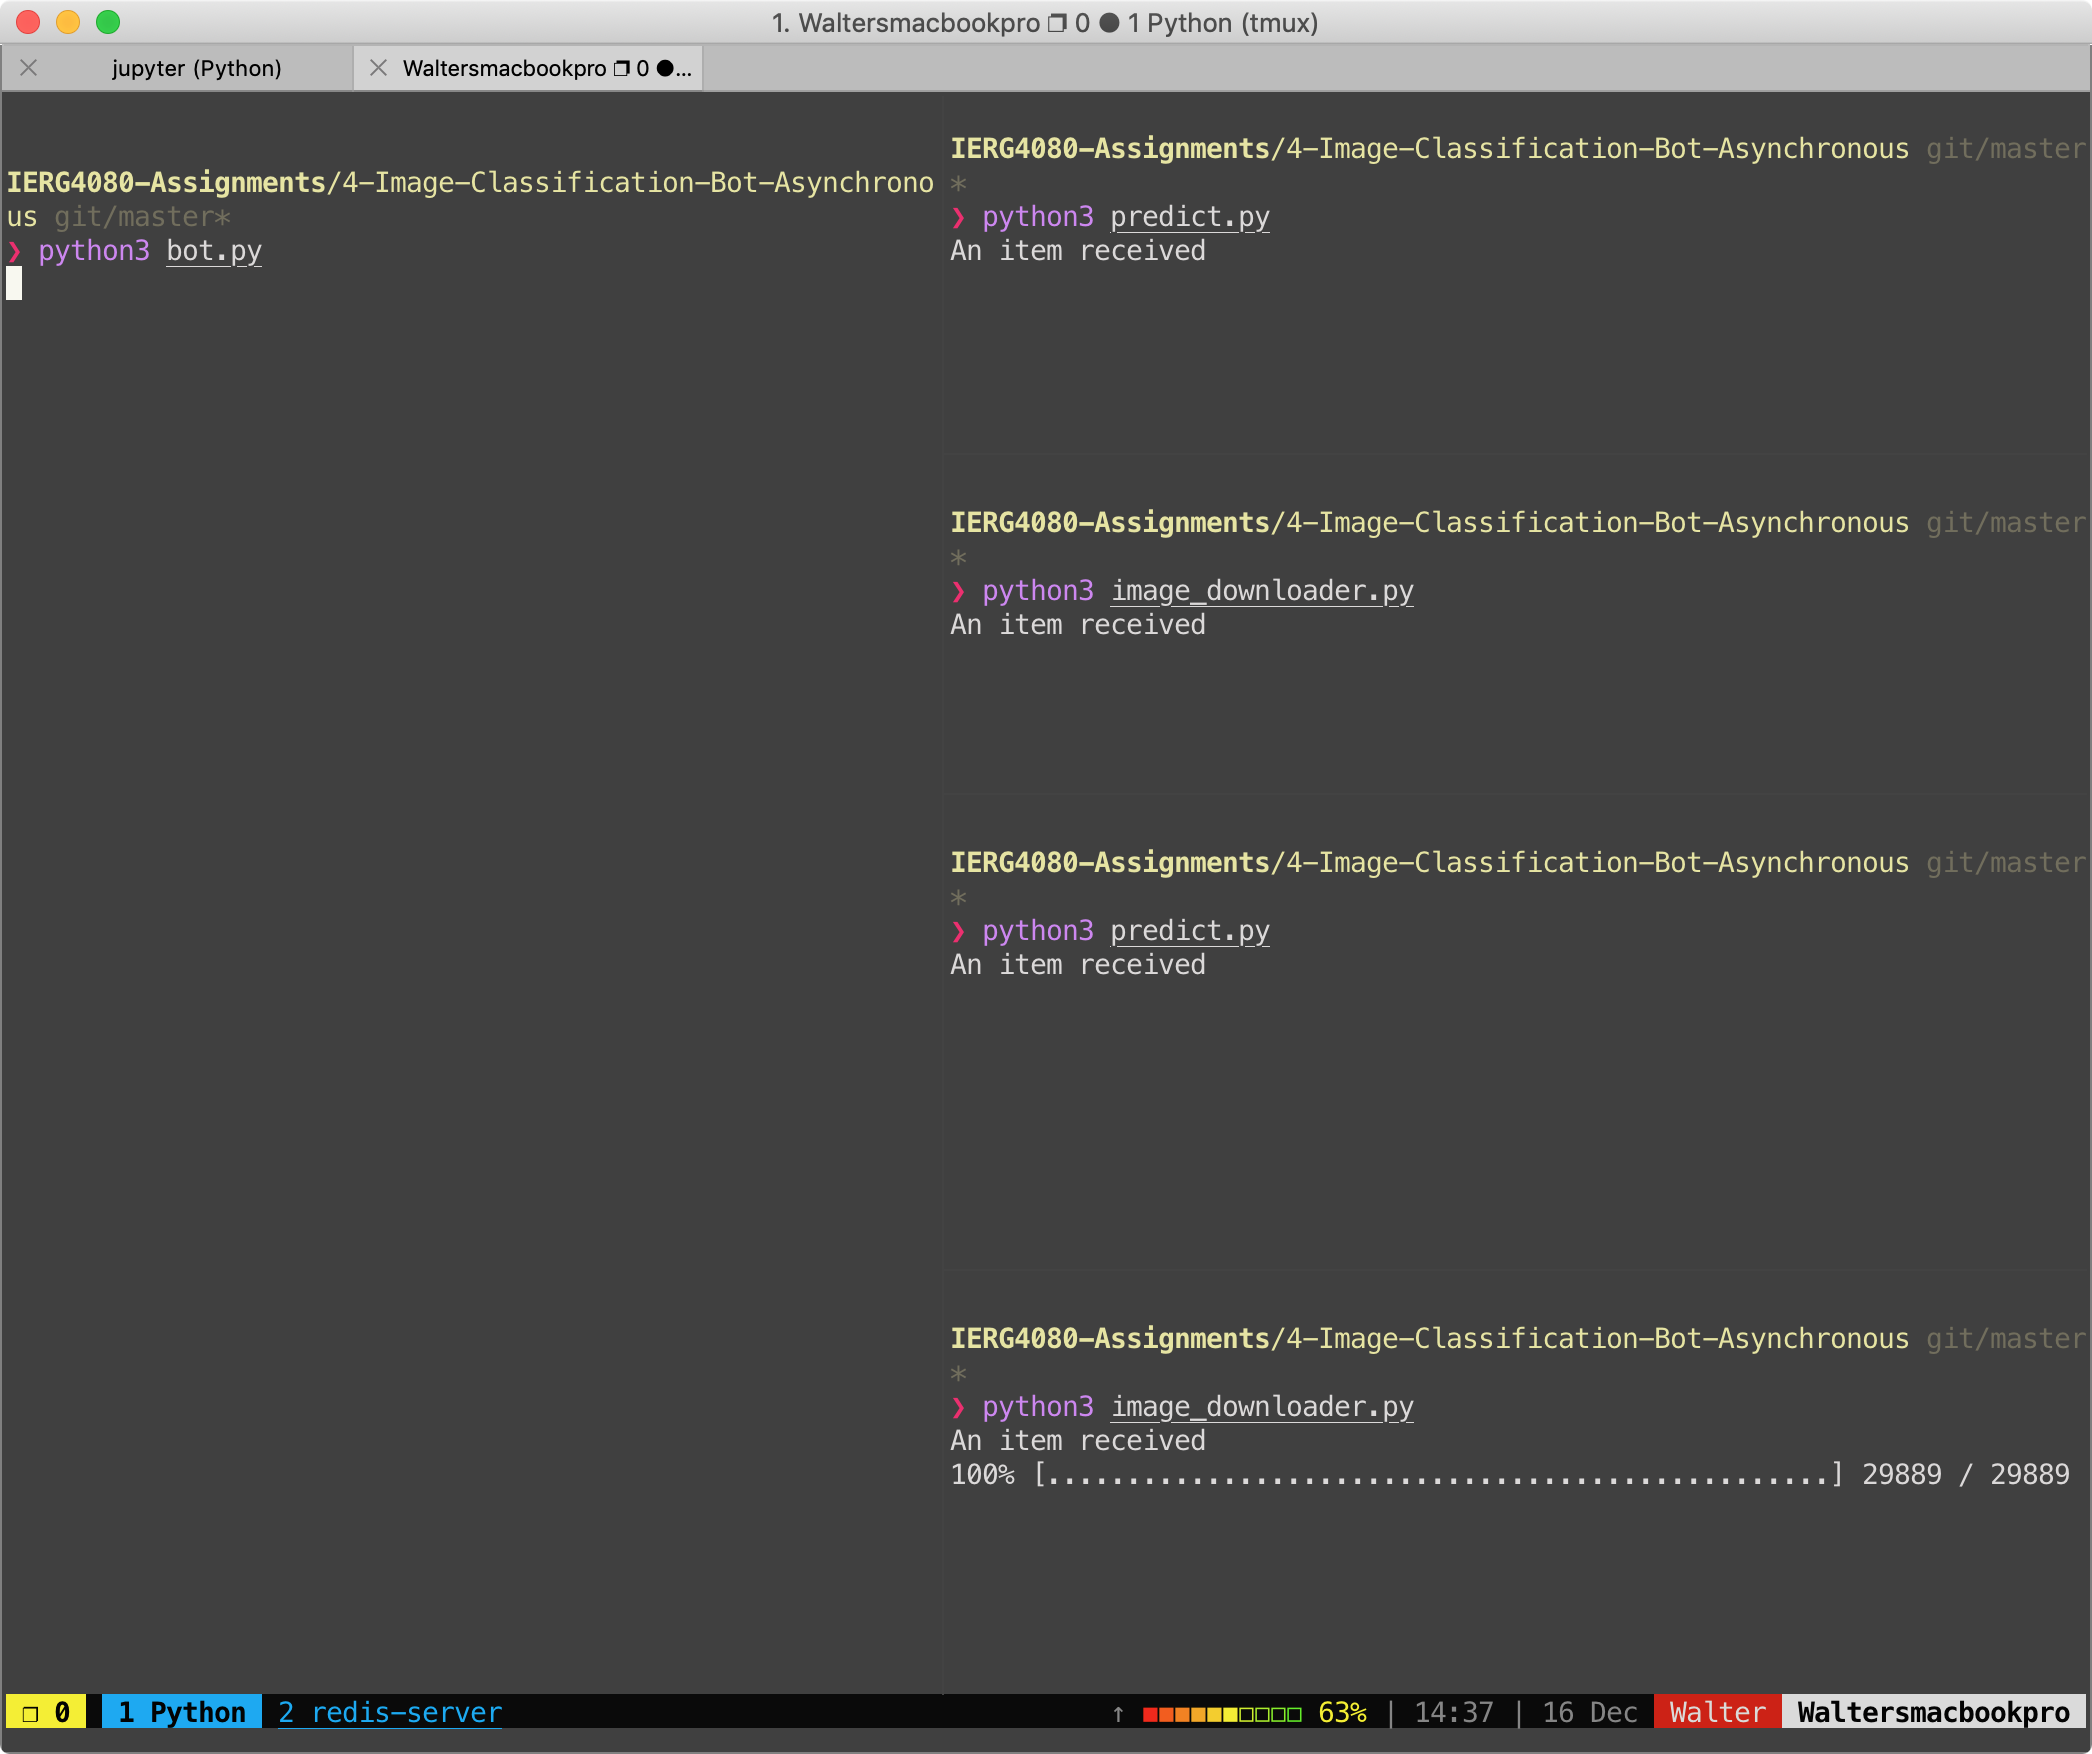 1. Waltersmacbookpro ❐ 0 ● 1 Python (tmux)
jupyter (Python)
Waltersmacbookpro ❐ 0 ●...
IERG4080-Assignments/4-Image-Classification-Bot-Asynchrono
us git/master*
❯ python3 bot.py
IERG4080-Assignments/4-Image-Classification-Bot-Asynchronous git/master
*
❯ python3 predict.py
An item received
IERG4080-Assignments/4-Image-Classification-Bot-Asynchronous git/master
*
❯ python3 image_downloader.py
An item received
IERG4080-Assignments/4-Image-Classification-Bot-Asynchronous git/master
*
❯ python3 predict.py
An item received
IERG4080-Assignments/4-Image-Classification-Bot-Asynchronous git/master
*
❯ python3 image_downloader.py
An item received
100% [.................................................] 29889 / 29889
❐ 0 1 Python 2 redis-server ↑ ■■■■■■□□□□ 63% | 14:37 | 16 Dec Walter Waltersmacbookpro